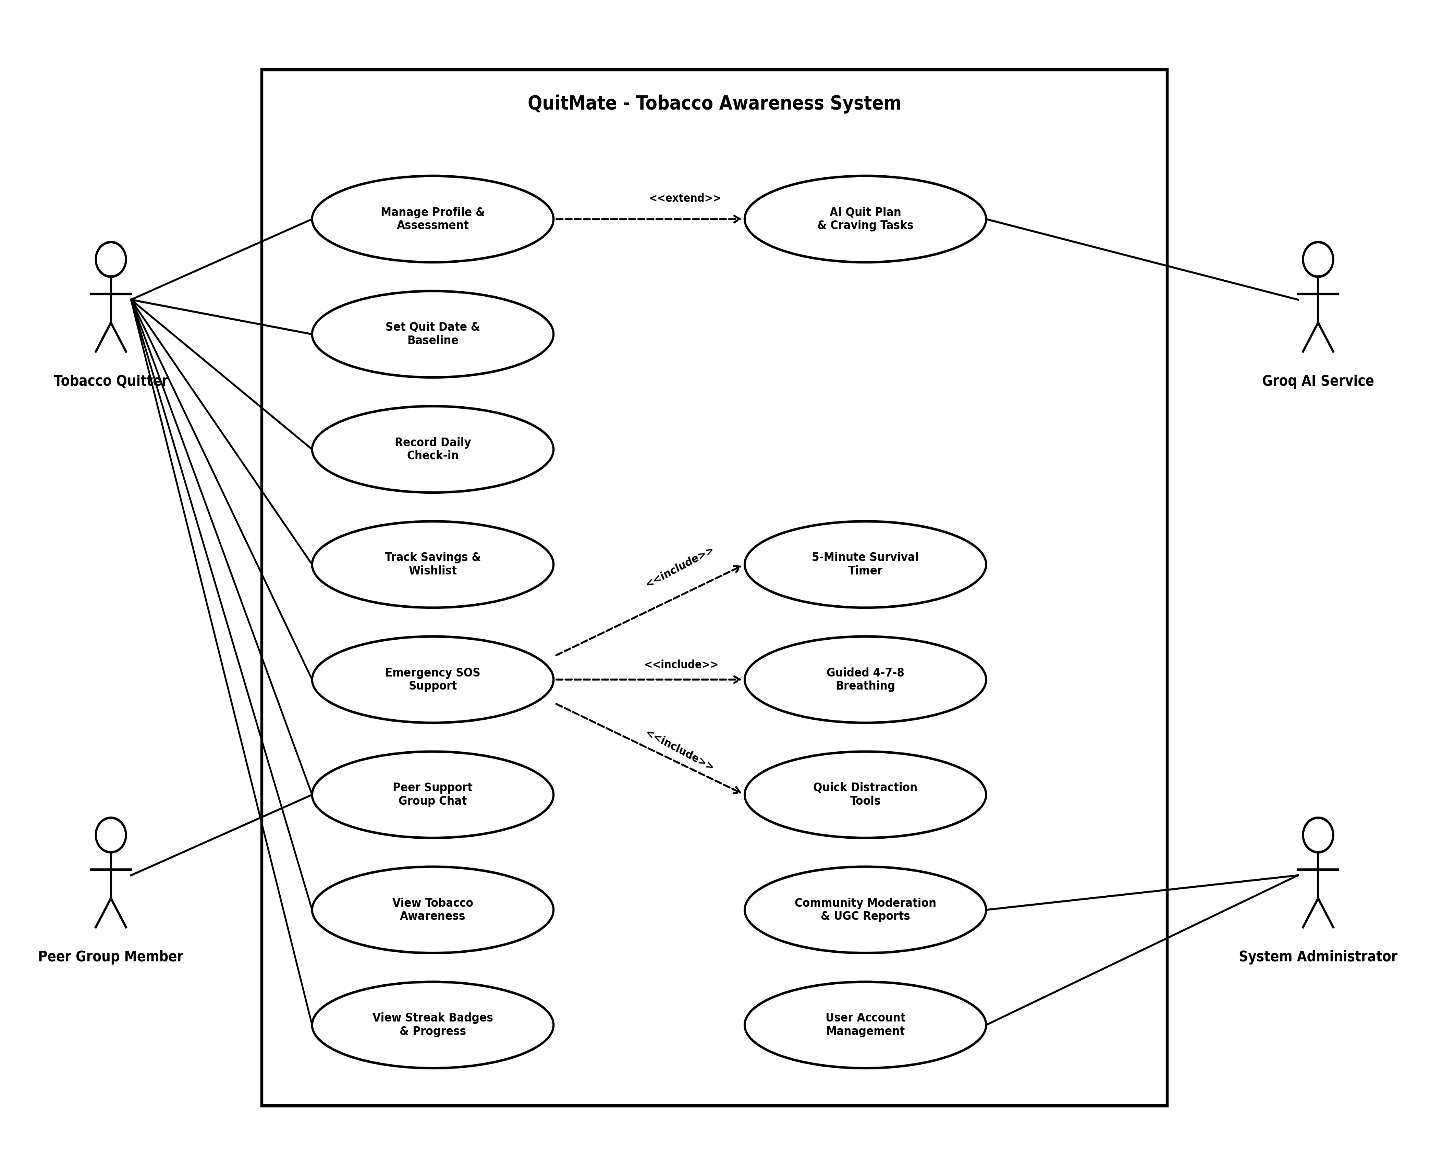 QuitMate - Tobacco Awareness System
Manage Profile &
Assessment
<<extend>>
AI Quit Plan
& Craving Tasks
Set Quit Date &
Baseline
Tobacco Quitter
Groq AI Service
Record Daily
Check-in
Track Savings &
Wishlist
<<include>>
5-Minute Survival
Timer
Emergency SOS
Support
<<include>>
Guided 4-7-8
Breathing
<<include>>
Peer Support
Group Chat
Quick Distraction
Tools
View Tobacco
Awareness
Community Moderation
& UGC Reports
Peer Group Member
System Administrator
View Streak Badges
& Progress
User Account
Management